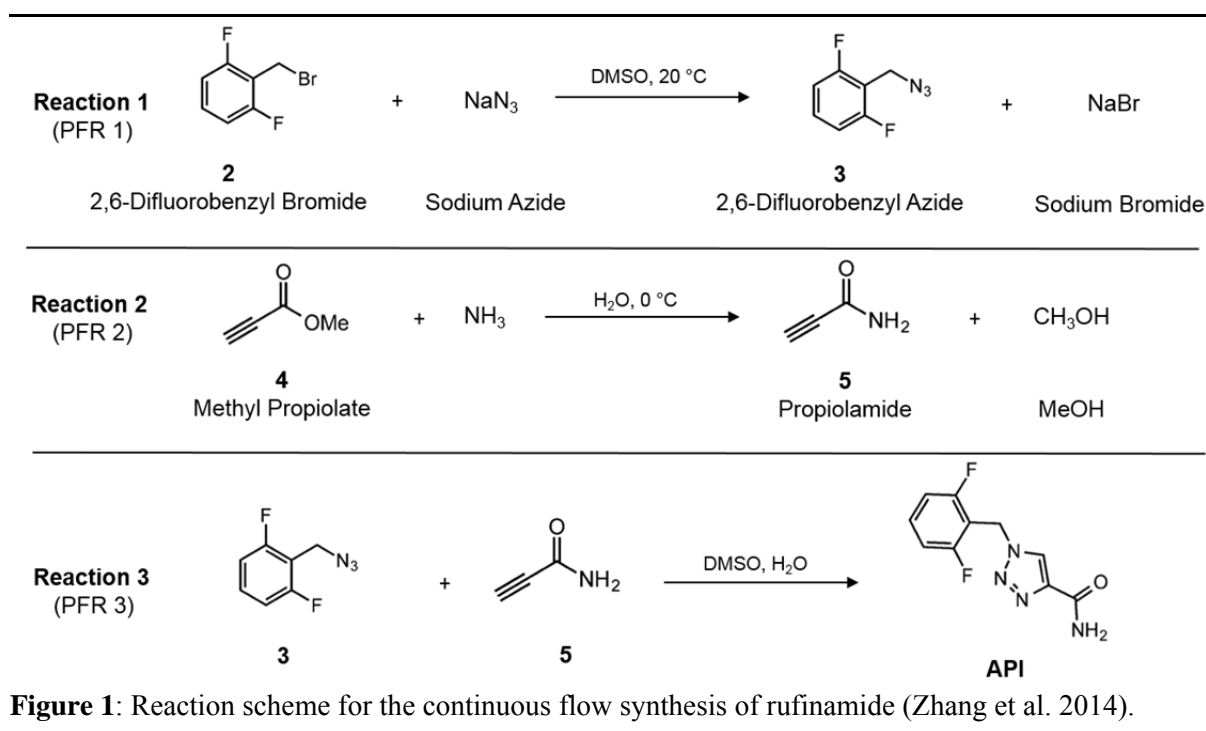 F
Br
F
Reaction 1
(PFR 1)
+
NaN₃
DMSO, 20 °C
F
N₃
F
+
NaBr
2
3
2,6-Difluorobenzyl Bromide
Sodium Azide
2,6-Difluorobenzyl Azide
Sodium Bromide
Reaction 2
(PFR 2)
O
OMe
+
NH₃
H₂O, 0 °C
O
NH₂
+
CH₃OH
4
5
Methyl Propiolate
Propiolamide
MeOH
Reaction 3
(PFR 3)
F
N₃
F
+
O
NH₂
DMSO, H₂O
F
F
N
N
N
O
NH₂
3
5
API
Figure 1: Reaction scheme for the continuous flow synthesis of rufinamide (Zhang et al. 2014).